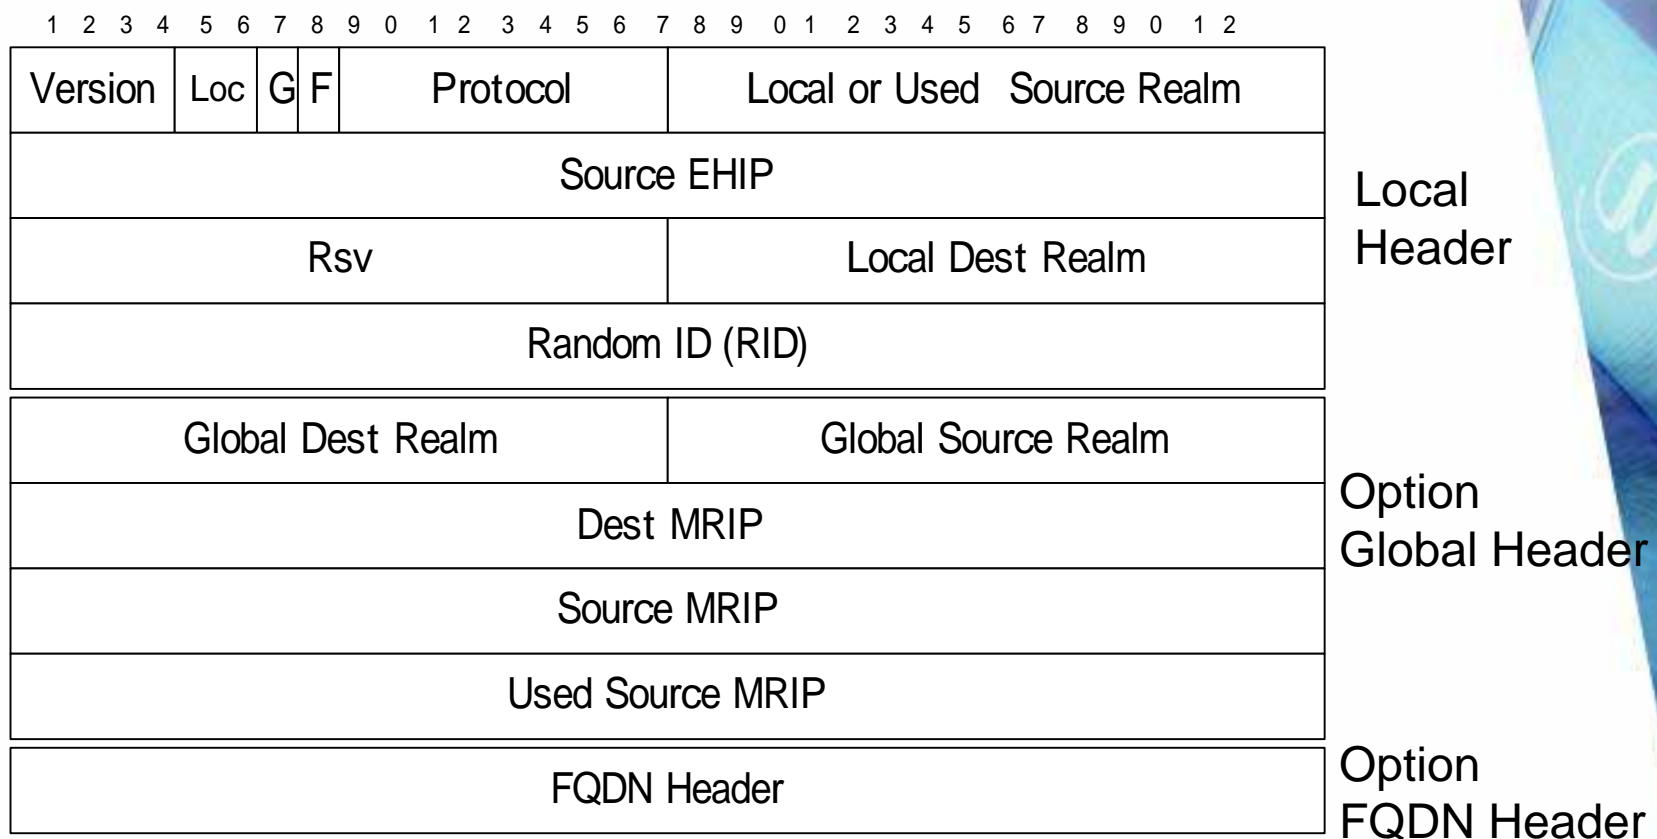 1 2 3 4 5 6 7 8 9 0 1 2 3 4 5 6 7 8 9 0 1 2 3 4 5 6 7 8 9 0 1 2
Version Loc G F Protocol Local or Used Source Realm
Source EHIP
Local
Header
Rsv Local Dest Realm
Random ID (RID)
Global Dest Realm Global Source Realm
Option
Global Header
Dest MRIP
Source MRIP
Used Source MRIP
FQDN Header
Option
FQDN Header